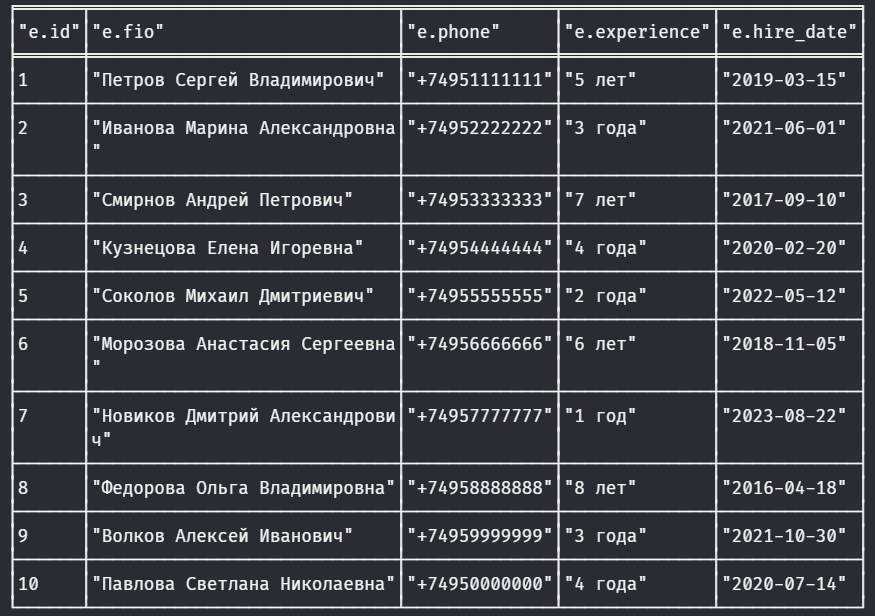 "e.id" "e.fio" "e.phone" "e.experience" "e.hire_date"
1 "Петров Сергей Владимирович" "+74951111111" "5 лет" "2019-03-15"
2 "Иванова Марина Александровна "+74952222222" "3 года" "2021-06-01"
"
3 "Смирнов Андрей Петрович" "+74953333333" "7 лет" "2017-09-10"
4 "Кузнецова Елена Игоревна" "+74954444444" "4 года" "2020-02-20"
5 "Соколов Михаил Дмитриевич" "+74955555555" "2 года" "2022-05-12"
6 "Морозова Анастасия Сергеевна "+74956666666" "6 лет" "2018-11-05"
"
7 "Новиков Дмитрий Александрови "+74957777777" "1 год" "2023-08-22"
ч"
8 "Федорова Ольга Владимировна" "+74958888888" "8 лет" "2016-04-18"
9 "Волков Алексей Иванович" "+74959999999" "3 года" "2021-10-30"
10 "Павлова Светлана Николаевна" "+74950000000" "4 года" "2020-07-14"